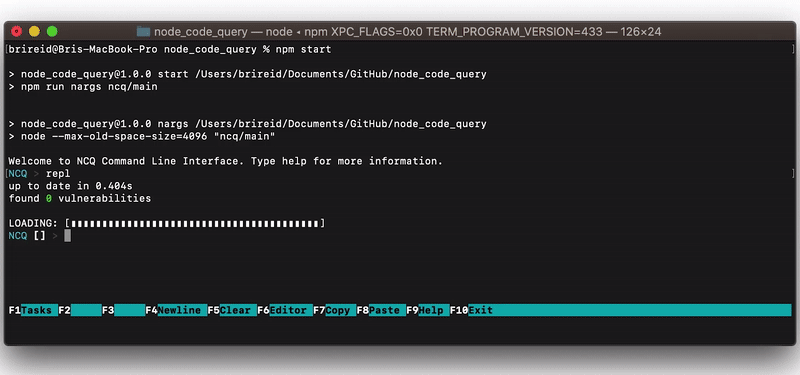 node_code_query — node ◂ npm XPC_FLAGS=0x0 TERM_PROGRAM_VERSION=433 — 126×24
[brireid@Bris-MacBook-Pro node_code_query % npm start ]
> node_code_query@1.0.0 start /Users/brireid/Documents/GitHub/node_code_query
> npm run nargs ncq/main
> node_code_query@1.0.0 nargs /Users/brireid/Documents/GitHub/node_code_query
> node --max-old-space-size=4096 "ncq/main"
Welcome to NCQ Command Line Interface. Type help for more information.
[NCQ > repl ]
up to date in 0.404s
found 0 vulnerabilities
LOADING: [▮▮▮▮▮▮▮▮▮▮▮▮▮▮▮▮▮▮▮▮▮▮▮▮▮▮▮▮▮▮▮▮▮▮▮▮▮▮▮▮]
NCQ [] >
F1Tasks F2 F3 F4Newline F5Clear F6Editor F7Copy F8Paste F9Help F10Exit